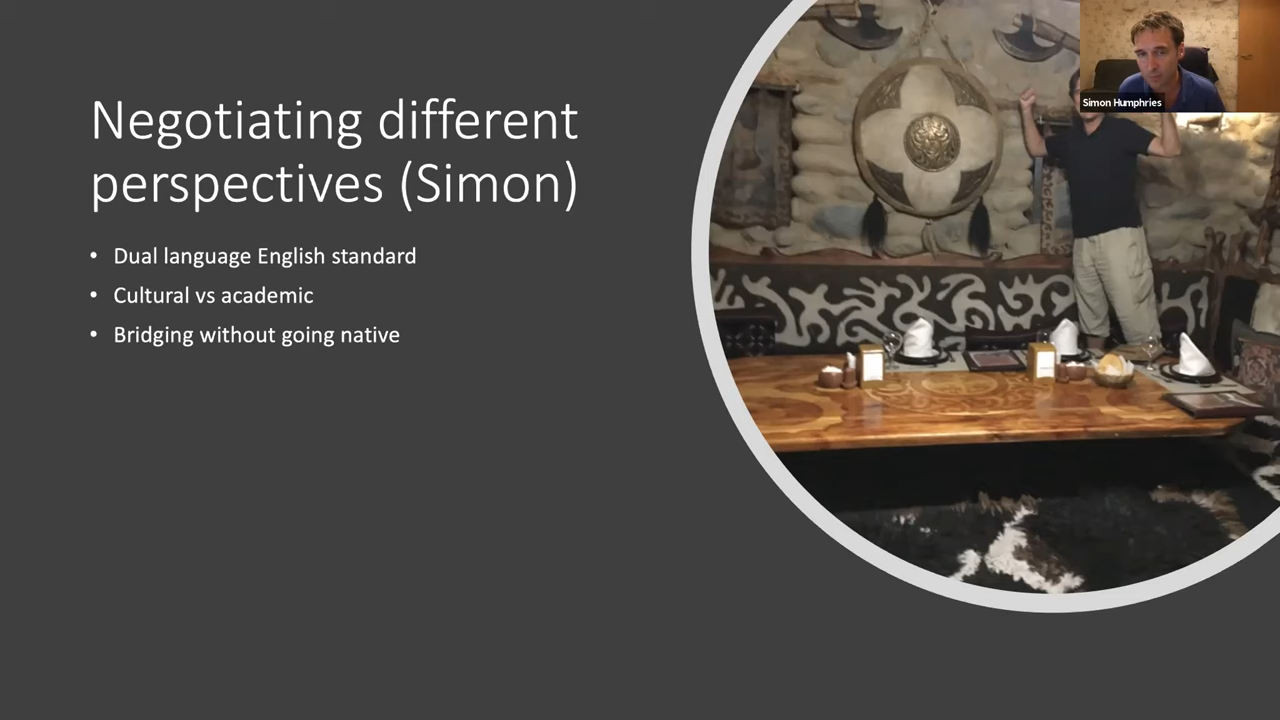 Negotiating different
perspectives (Simon)
• Dual language English standard
• Cultural vs academic
• Bridging without going native
Simon Humphries